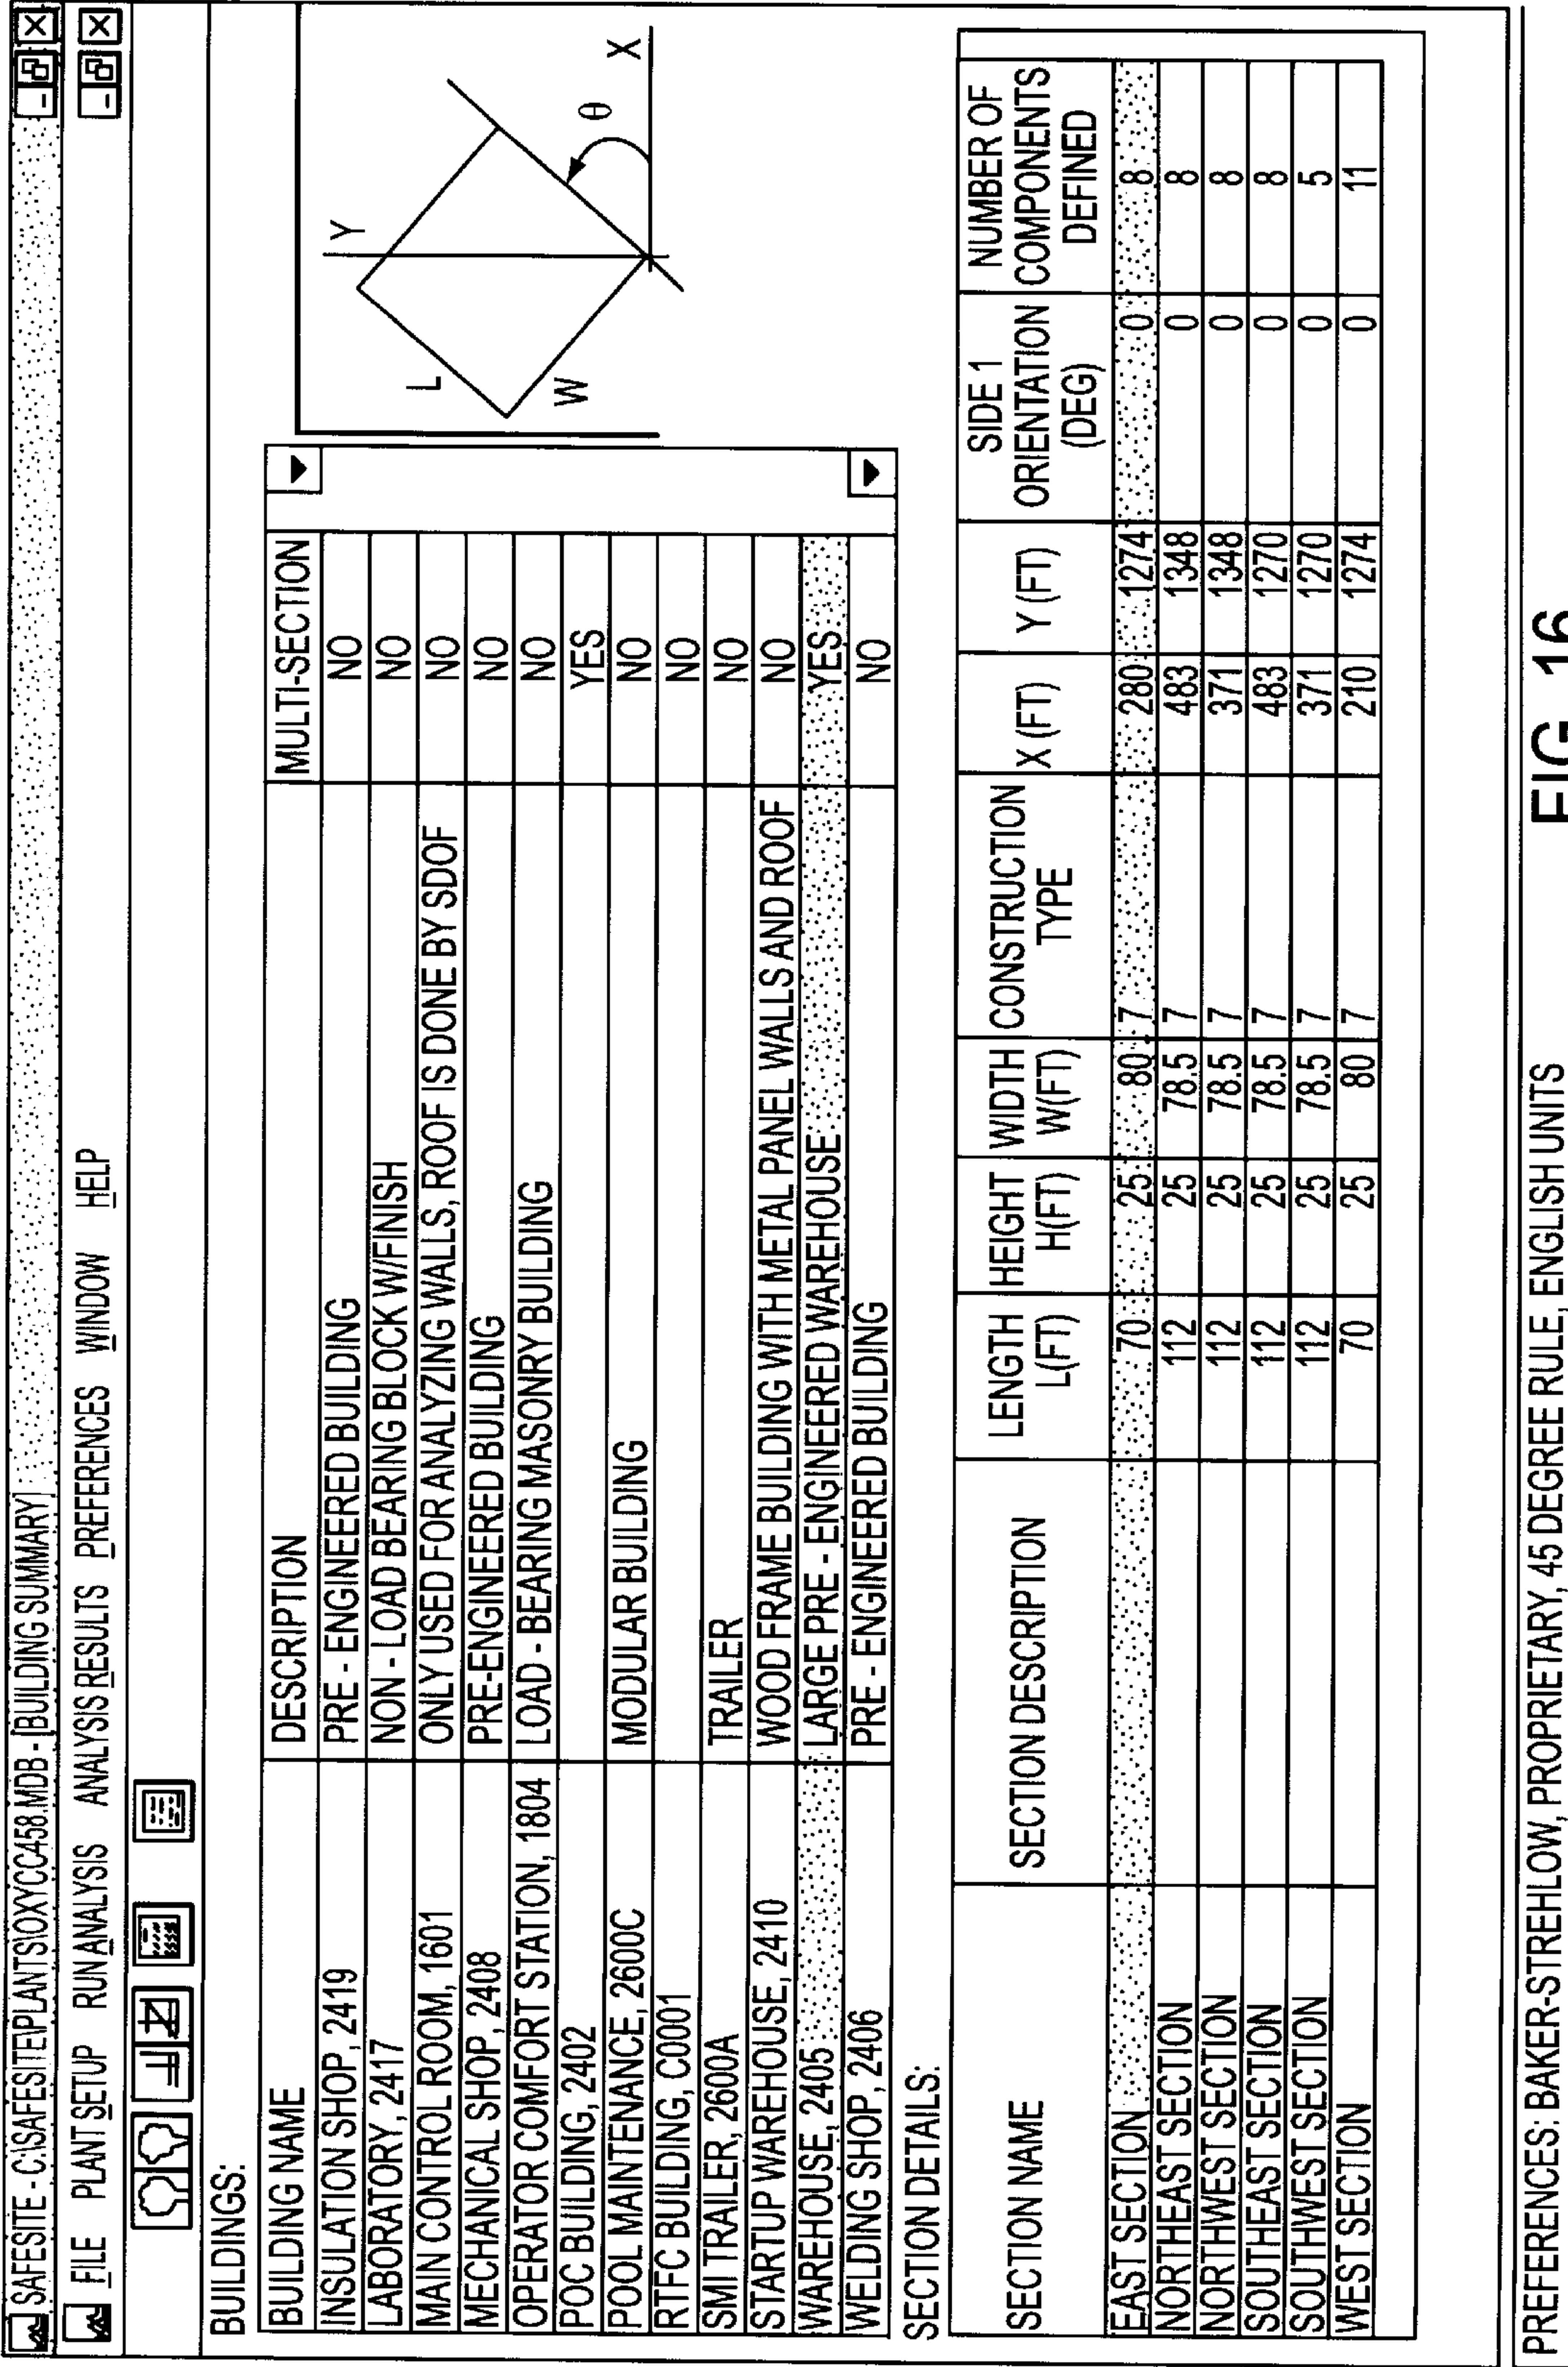 SAFESITE - C:\SAFESITE\PLANTS\OXYCC458.MDB - [BUILDING SUMMARY]
FILE PLANT SETUP RUN ANALYSIS ANALYSIS RESULTS PREFERENCES WINDOW HELP
BUILDINGS:
BUILDING NAME DESCRIPTION MULTI-SECTION
INSULATION SHOP, 2419 PRE - ENGINEERED BUILDING NO
LABORATORY, 2417 NON - LOAD BEARING BLOCK W/FINISH NO
MAIN CONTROL ROOM, 1601 ONLY USED FOR ANALYZING WALLS, ROOF IS DONE BY SDOF NO
MECHANICAL SHOP, 2408 PRE-ENGINEERED BUILDING NO
OPERATOR COMFORT STATION, 1804 LOAD - BEARING MASONRY BUILDING NO
POC BUILDING, 2402 YES
POOL MAINTENANCE, 2600C MODULAR BUILDING NO
RTFC BUILDING, C0001 NO
SMI TRAILER, 2600A TRAILER NO
STARTUP WAREHOUSE, 2410 WOOD FRAME BUILDING WITH METAL PANEL WALLS AND ROOF NO
WAREHOUSE, 2405 LARGE PRE - ENGINEERED WAREHOUSE YES
WELDING SHOP, 2406 PRE - ENGINEERED BUILDING NO
Y
L
W
θ
X
SECTION DETAILS:
SECTION NAME SECTION DESCRIPTION LENGTH L(FT) HEIGHT H(FT) WIDTH W(FT) CONSTRUCTION TYPE X (FT) Y (FT) SIDE 1 ORIENTATION (DEG) NUMBER OF COMPONENTS DEFINED
EAST SECTION 70 25 80 7 280 1274 0 8
NORTHEAST SECTION 112 25 78.5 7 483 1348 0 8
NORTHWEST SECTION 112 25 78.5 7 371 1348 0 8
SOUTHEAST SECTION 112 25 78.5 7 483 1270 0 8
SOUTHWEST SECTION 112 25 78.5 7 371 1270 0 5
WEST SECTION 70 25 80 7 210 1274 0 11
PREFERENCES: BAKER-STREHLOW, PROPRIETARY, 45 DEGREE RULE, ENGLISH UNITS
FIG. 16